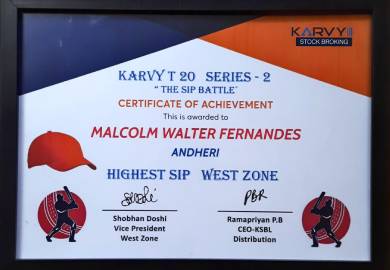 KARVY
STOCK BROKING
KARVY T 20 SERIES - 2
“ THE SIP BATTLE ”
CERTIFICATE OF ACHIEVEMENT
This is awarded to
MALCOLM WALTER FERNANDES
ANDHERI
HIGHEST SIP WEST ZONE
PBR
Shobhan Doshi
Vice President
West Zone
Ramapriyan P.B
CEO-KSBL
Distribution